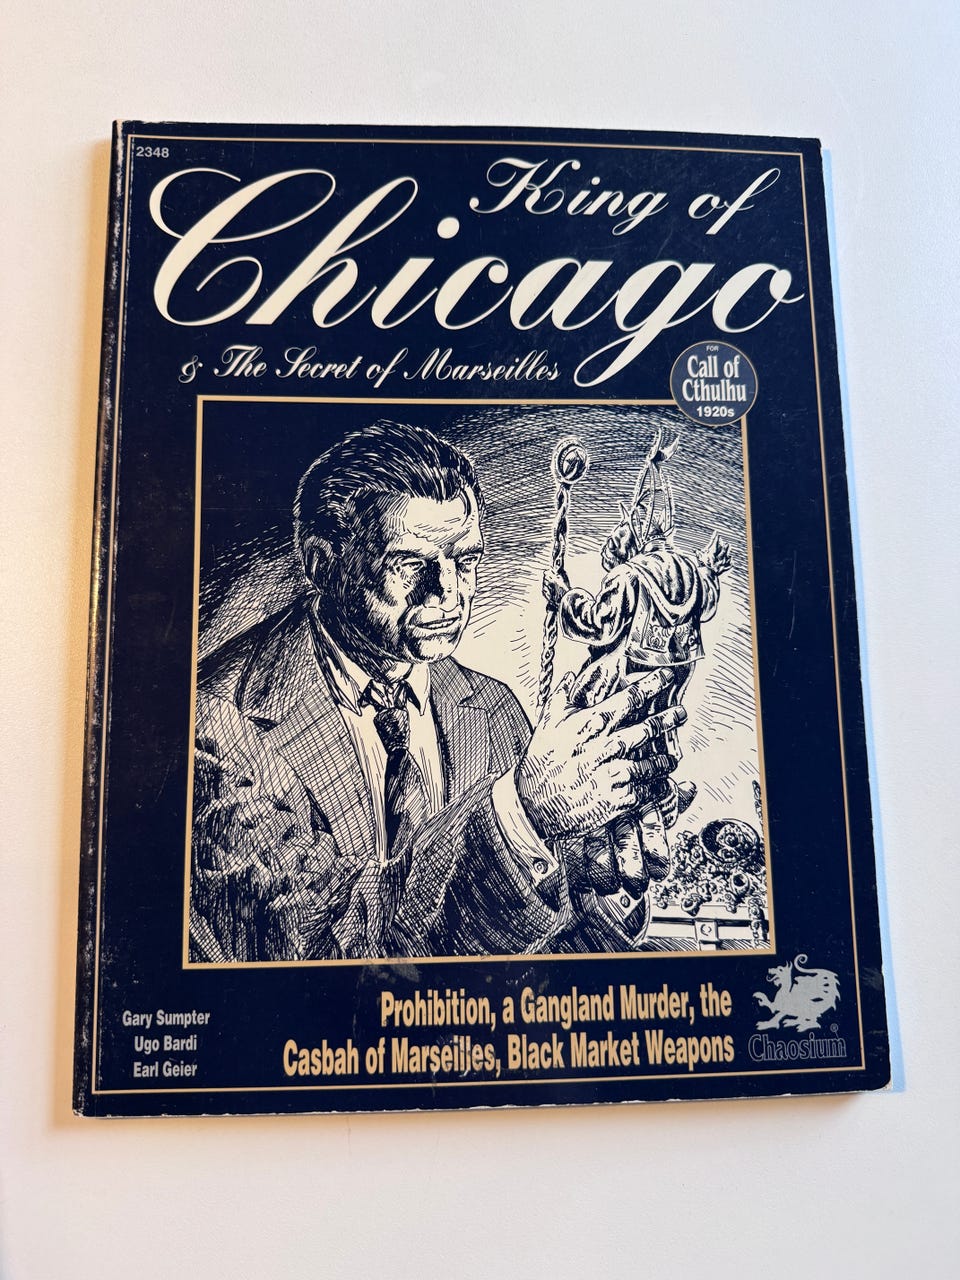 2348
King of
Chicago
& The Secret of Marseilles
FOR
Call of
Cthulhu
1920s
Prohibition, a Gangland Murder, the
Casbah of Marseilles, Black Market Weapons
Gary Sumpter
Ugo Bardi
Earl Geier
Chaosium®